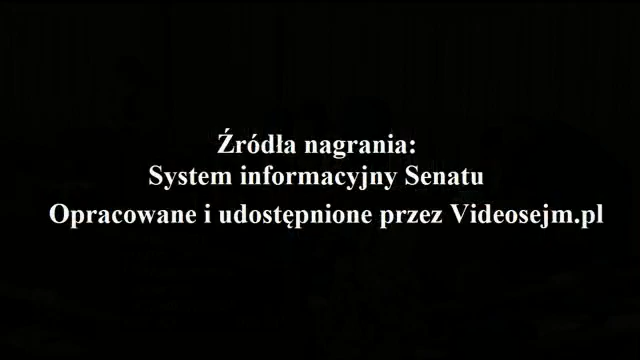 Źródła nagrania:
System informacyjny Senatu
Opracowane i udostępnione przez Videosejm.pl